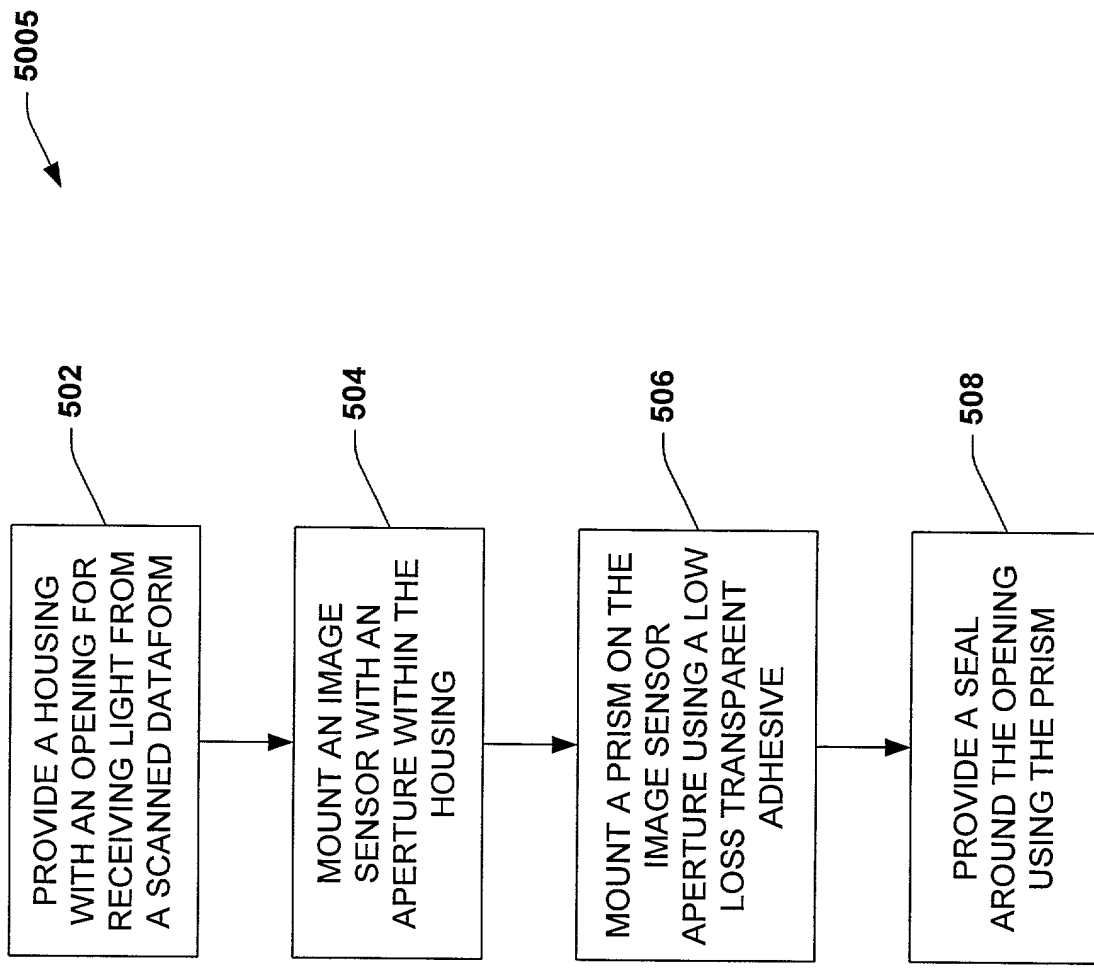 5005
502
PROVIDE A HOUSING
WITH AN OPENING FOR
RECEIVING LIGHT FROM
A SCANNED DATAFORM
504
MOUNT AN IMAGE
SENSOR WITH AN
APERTURE WITHIN THE
HOUSING
506
MOUNT A PRISM ON THE
IMAGE SENSOR
APERTURE USING A LOW
LOSS TRANSPARENT
ADHESIVE
508
PROVIDE A SEAL
AROUND THE OPENING
USING THE PRISM